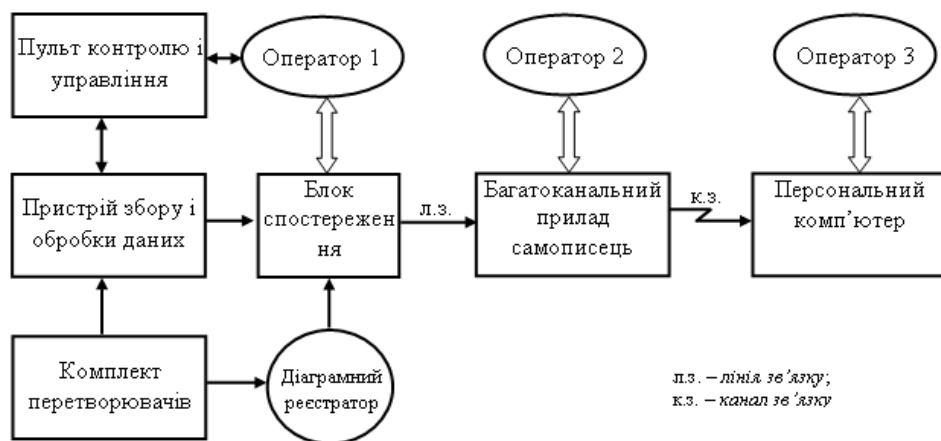 Пульт контролю і
управління
Оператор 1
Оператор 2
Оператор 3
Пристрій збору і
обробки даних
Блок
спостережен
ня
л.з.
Багатоканальний
прилад
самописець
к.з.
Персональний
комп’ютер
Комплект
перетворювачів
Діаграмний
реєстратор
л.з. – лінія зв’язку;
к.з. – канал зв’язку